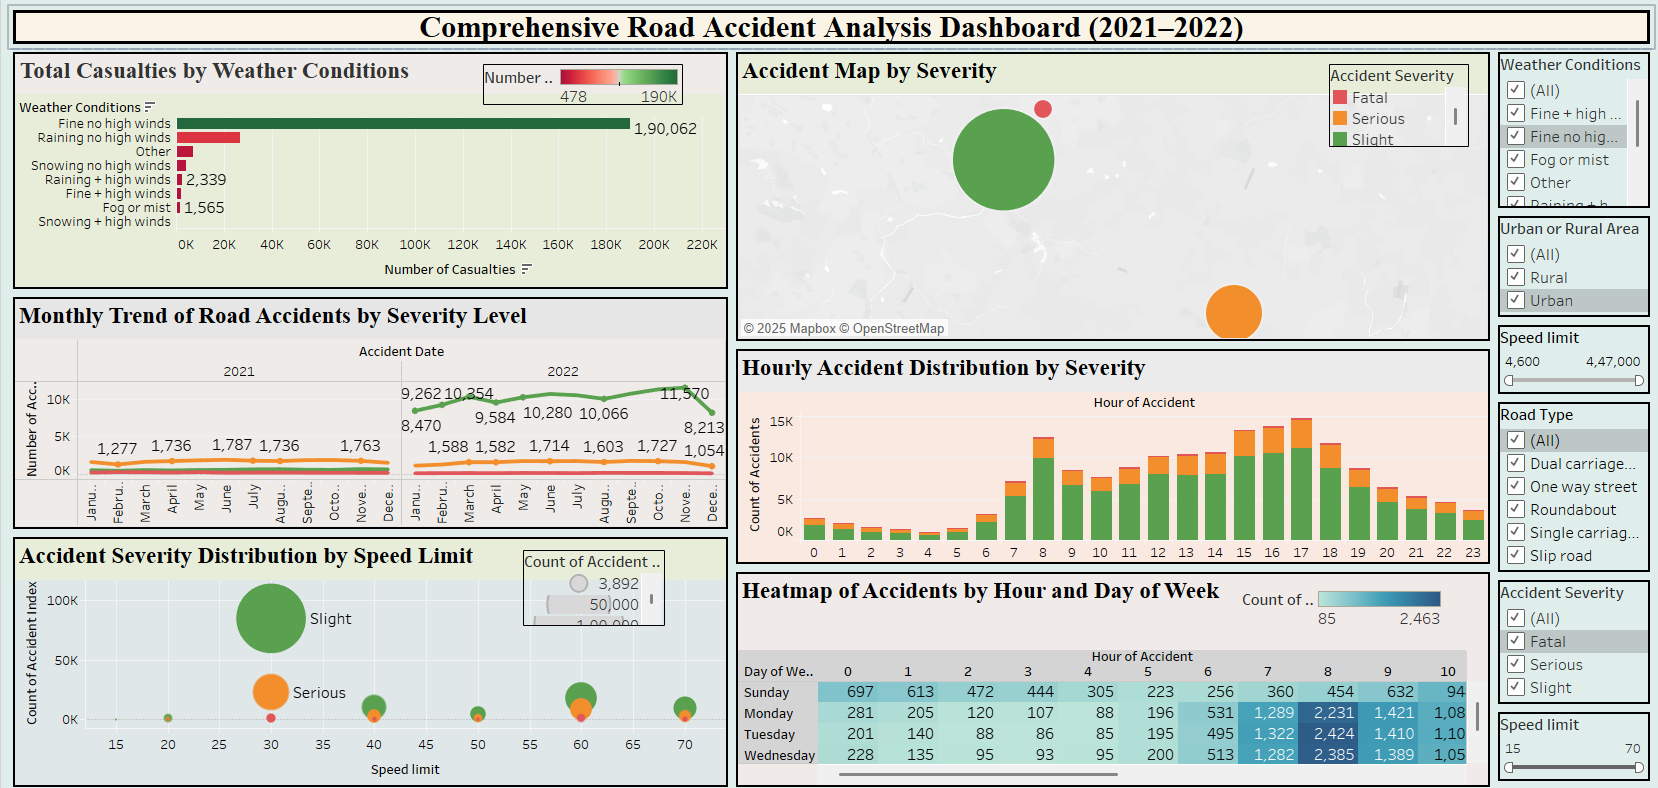 Comprehensive Road Accident Analysis Dashboard (2021–2022)
Total Casualties by Weather Conditions
Number ..
478 190K
Weather Conditions
Fine no high winds 1,90,062
Raining no high winds
Other
Snowing no high winds
Raining + high winds 2,339
Fine + high winds
Fog or mist 1,565
Snowing + high winds
0K 20K 40K 60K 80K 100K 120K 140K 160K 180K 200K 220K
Number of Casualties
Monthly Trend of Road Accidents by Severity Level
Accident Date
2021 2022
Number of Acc..
10K
5K
0K
1,277 1,736 1,787 1,736 1,763
9,262 10,354 11,570
8,470 9,584 10,280 10,066 8,213
1,588 1,582 1,714 1,603 1,727 1,054
Janu.. Febru.. March April May June July Augu.. Septe.. Octo.. Nove.. Dece..
Janu.. Febru.. March April May June July Augu.. Septe.. Octo.. Nove.. Dece..
Accident Severity Distribution by Speed Limit
Count of Accident ..
3,892
50,000
1,00,000
Count of Accident Index
100K
50K
0K
Slight
Serious
15 20 25 30 35 40 45 50 55 60 65 70
Speed limit
Accident Map by Severity
Accident Severity
Fatal
Serious
Slight
© 2025 Mapbox © OpenStreetMap
Hourly Accident Distribution by Severity
Hour of Accident
Count of Accidents
15K
10K
5K
0K
0 1 2 3 4 5 6 7 8 9 10 11 12 13 14 15 16 17 18 19 20 21 22 23
Heatmap of Accidents by Hour and Day of Week
Count of ..
85 2,463
Hour of Accident
Day of We.. 0 1 2 3 4 5 6 7 8 9 10
Sunday 697 613 472 444 305 223 256 360 454 632 94
Monday 281 205 120 107 88 196 531 1,289 2,231 1,421 1,08
Tuesday 201 140 88 86 85 195 495 1,322 2,424 1,410 1,10
Wednesday 228 135 95 93 95 200 513 1,282 2,385 1,389 1,05
Weather Conditions
(All)
Fine + high ...
Fine no hig...
Fog or mist
Other
Raining + h
Urban or Rural Area
(All)
Rural
Urban
Speed limit
4,600 4,47,000
Road Type
(All)
Dual carriage...
One way street
Roundabout
Single carriag...
Slip road
Accident Severity
(All)
Fatal
Serious
Slight
Speed limit
15 70